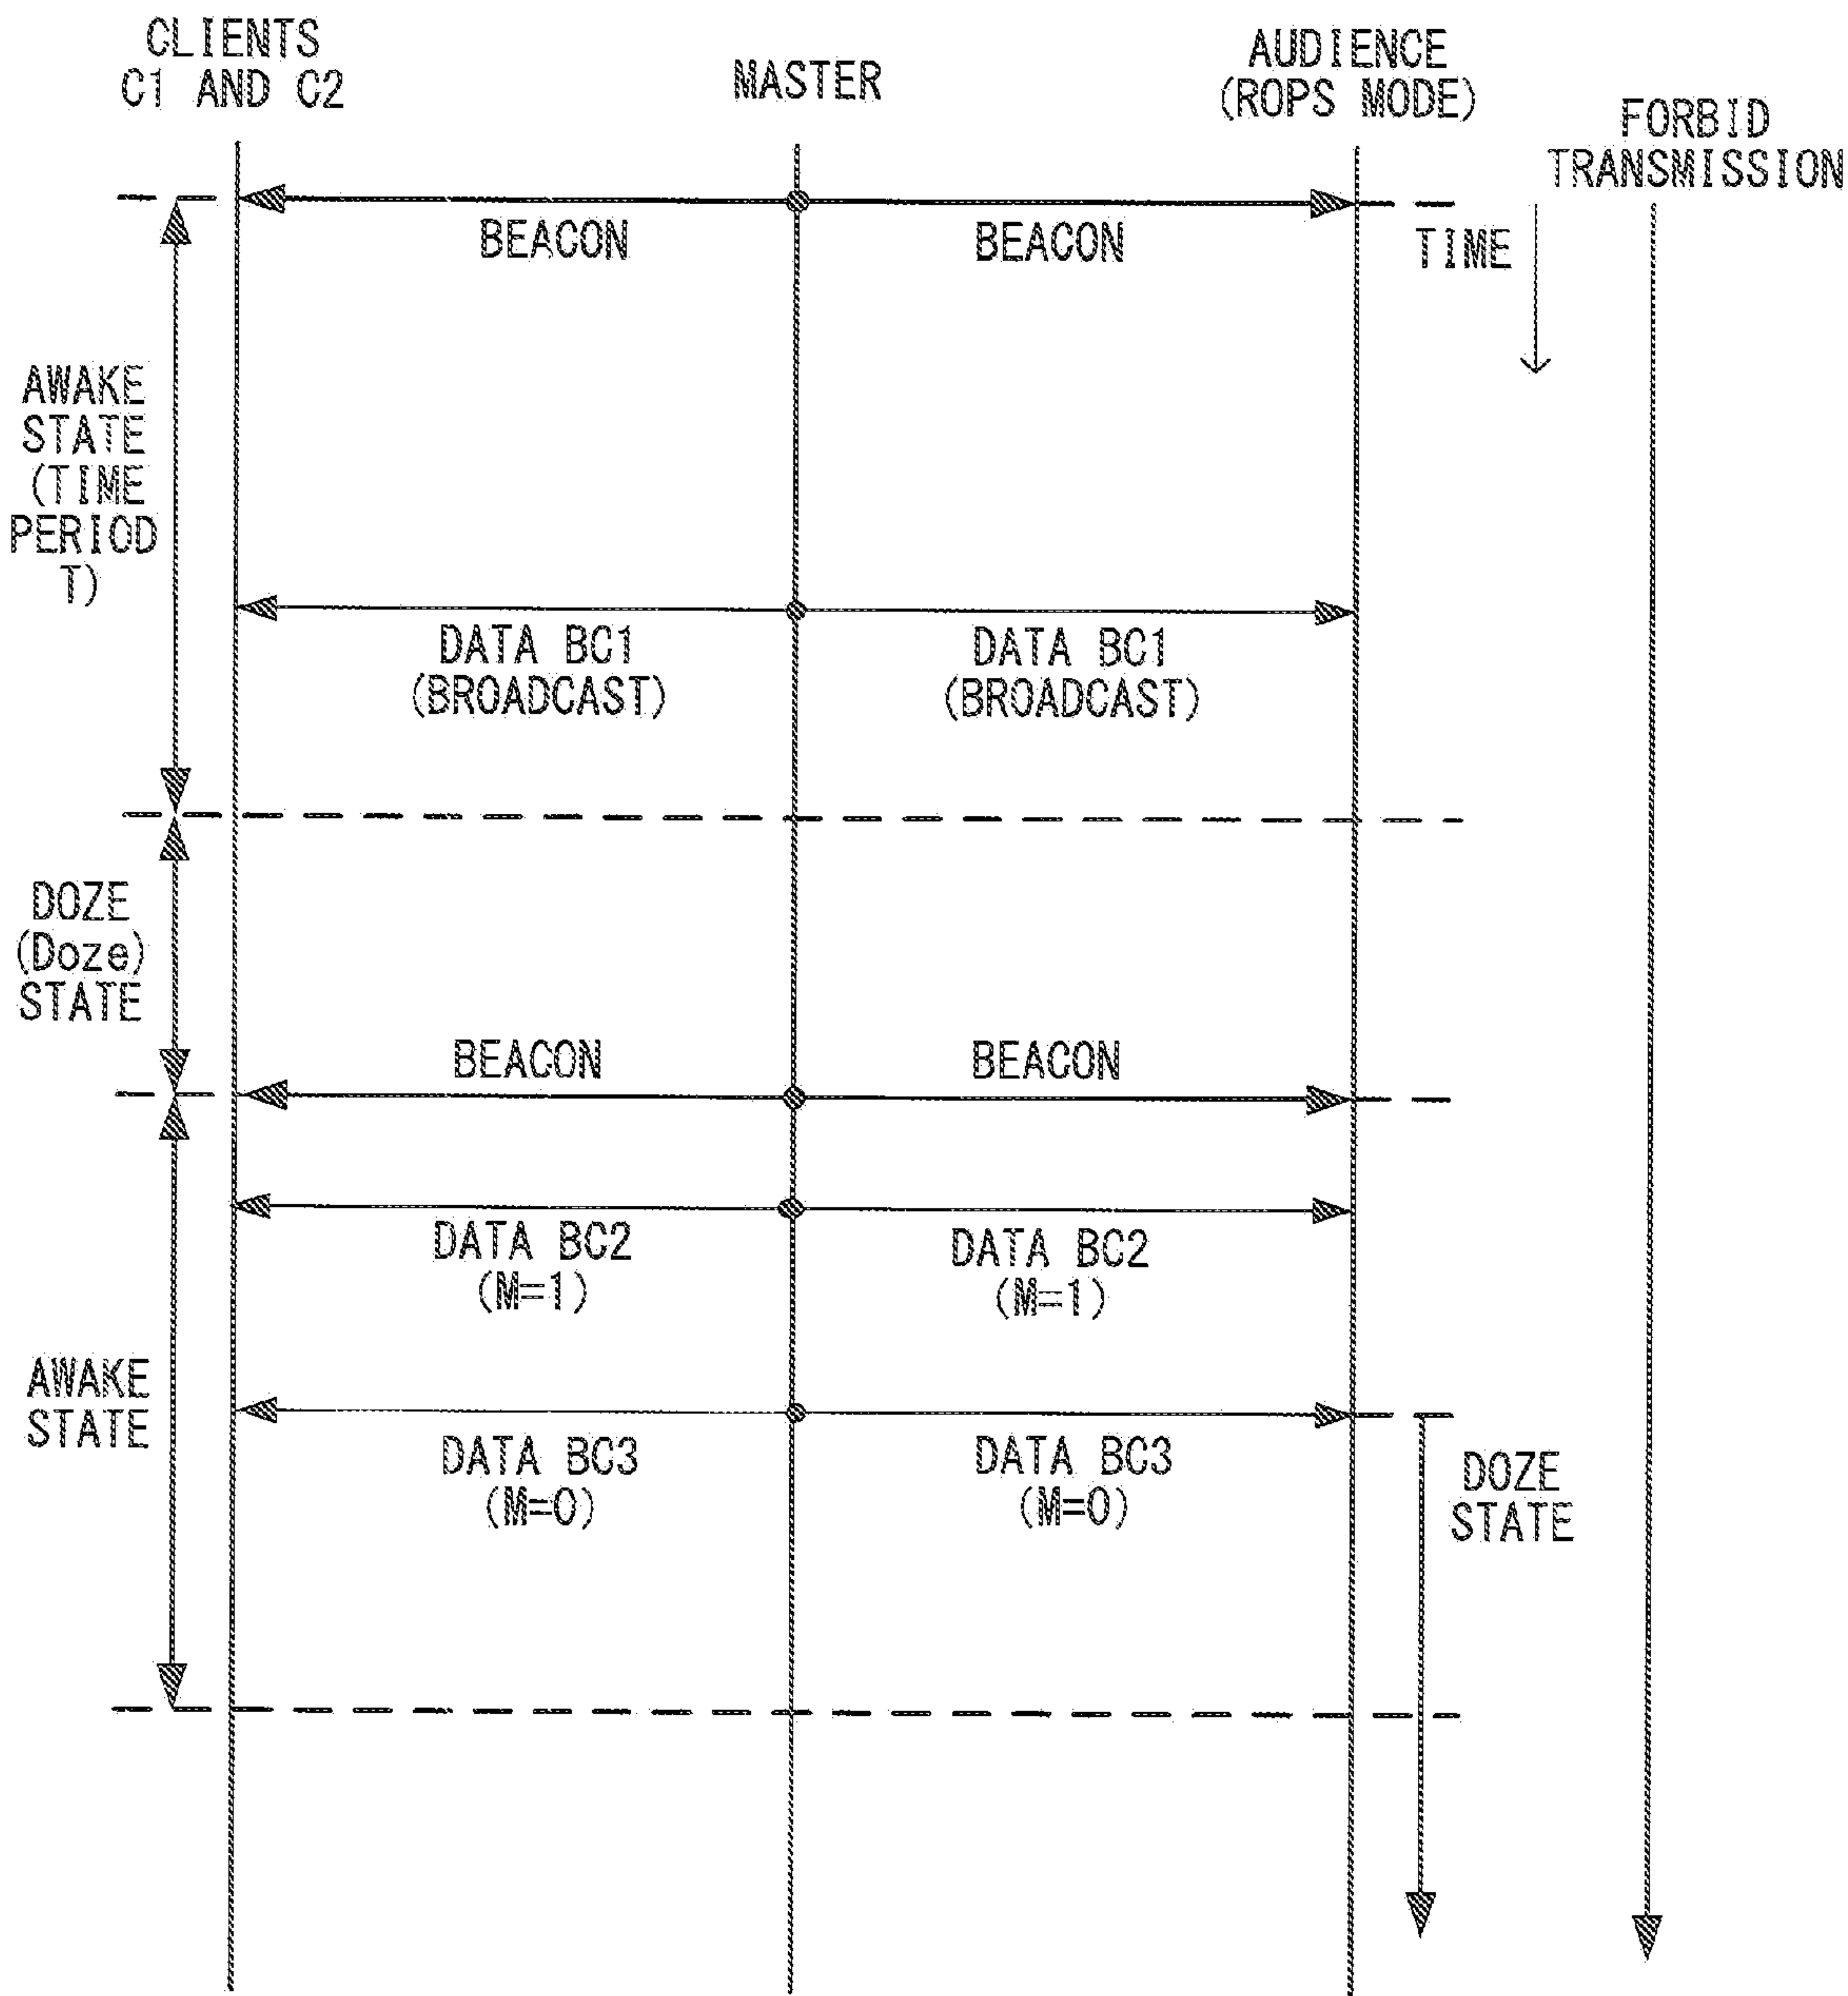 CLIENTS
C1 AND C2
MASTER
AUDIENCE
(ROPS MODE)
FORBID
TRANSMISSION
BEACON
BEACON
TIME
AWAKE
STATE
(TIME
PERIOD
T)
DATA BC1
(BROADCAST)
DATA BC1
(BROADCAST)
DOZE
(Doze)
STATE
BEACON
BEACON
DATA BC2
(M=1)
DATA BC2
(M=1)
AWAKE
STATE
DATA BC3
(M=0)
DATA BC3
(M=0)
DOZE
STATE